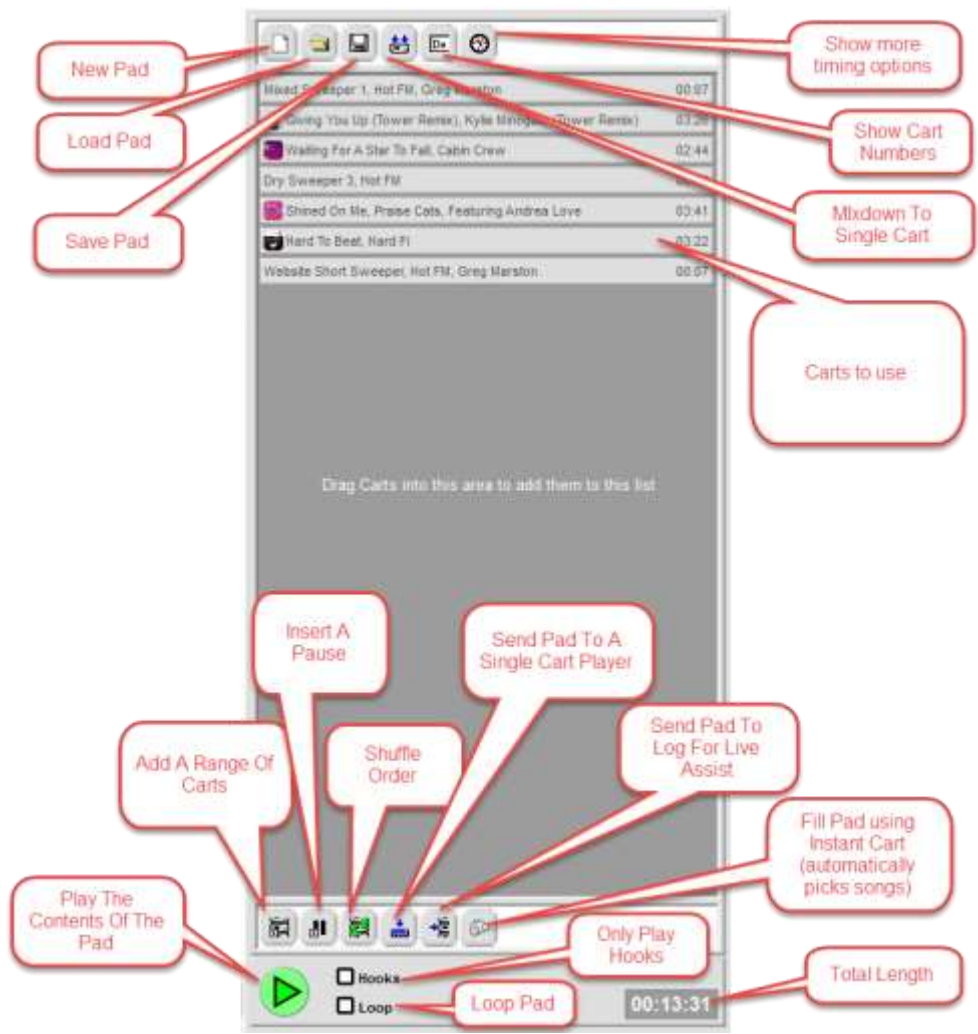 New Pad
Load Pad
Save Pad
Show more
timing options
Show Cart
Numbers
MIxdown To
Single Cart
Carts to use
De
Mixed Sweeper 1, Hot FM, Greg Marston 00:07
Giving You Up (Tower Remix), Kylie Minogue (Tower Remix) 03:28
Waiting For A Star To Fall, Cabin Crew 02:44
Dry Sweeper 3, Hot FM
Shined On Me, Praise Cats, Featuring Andrea Love 03:41
Hard To Beat, Hard Fi 03:22
Website Short Sweeper, Hot FM, Greg Marston 00:07
Drag Carts into this area to add them to this list
Insert A
Pause
Send Pad To A
Single Cart Player
Add A Range Of
Carts
Shuffle
Order
Send Pad To
Log For Live
Assist
Fill Pad using
Instant Cart
(automatically
picks songs)
Play The
Contents Of The
Pad
Only Play
Hooks
Hooks
Loop
Loop Pad
00:13:31
Total Length